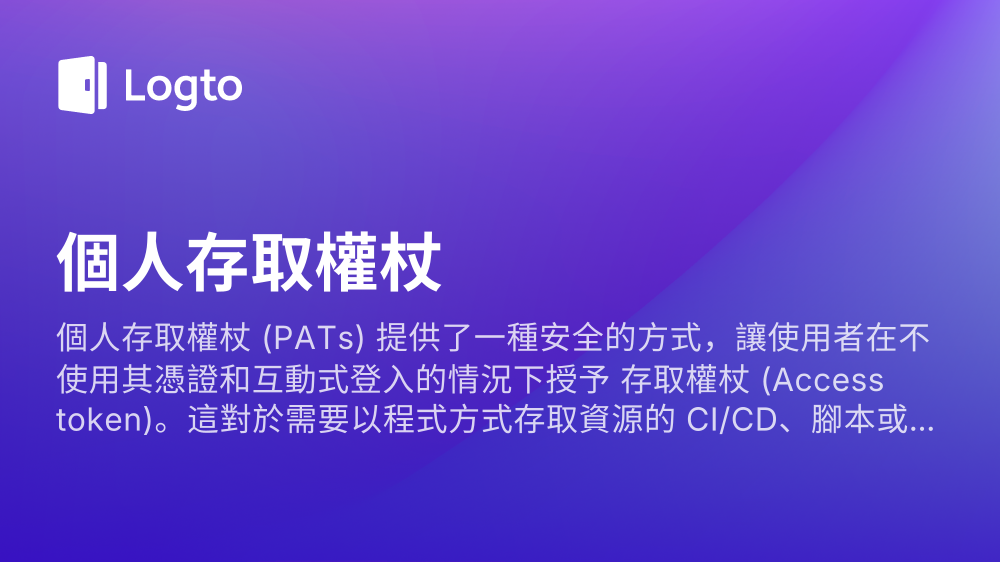 Logto
個人存取權杖
個人存取權杖 (PATs) 提供了一種安全的方式，讓使用者在不
使用其憑證和互動式登入的情況下授予 存取權杖 (Access
token)。這對於需要以程式方式存取資源的 CI/CD、腳本或...